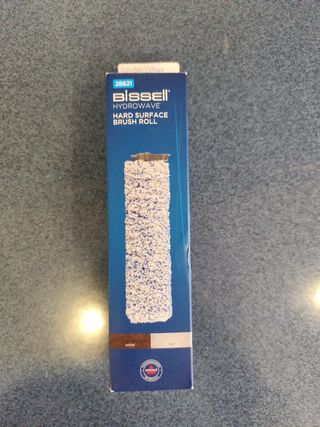 28621
BISSELL
HYDROWAVE
HARD SURFACE
BRUSH ROLL